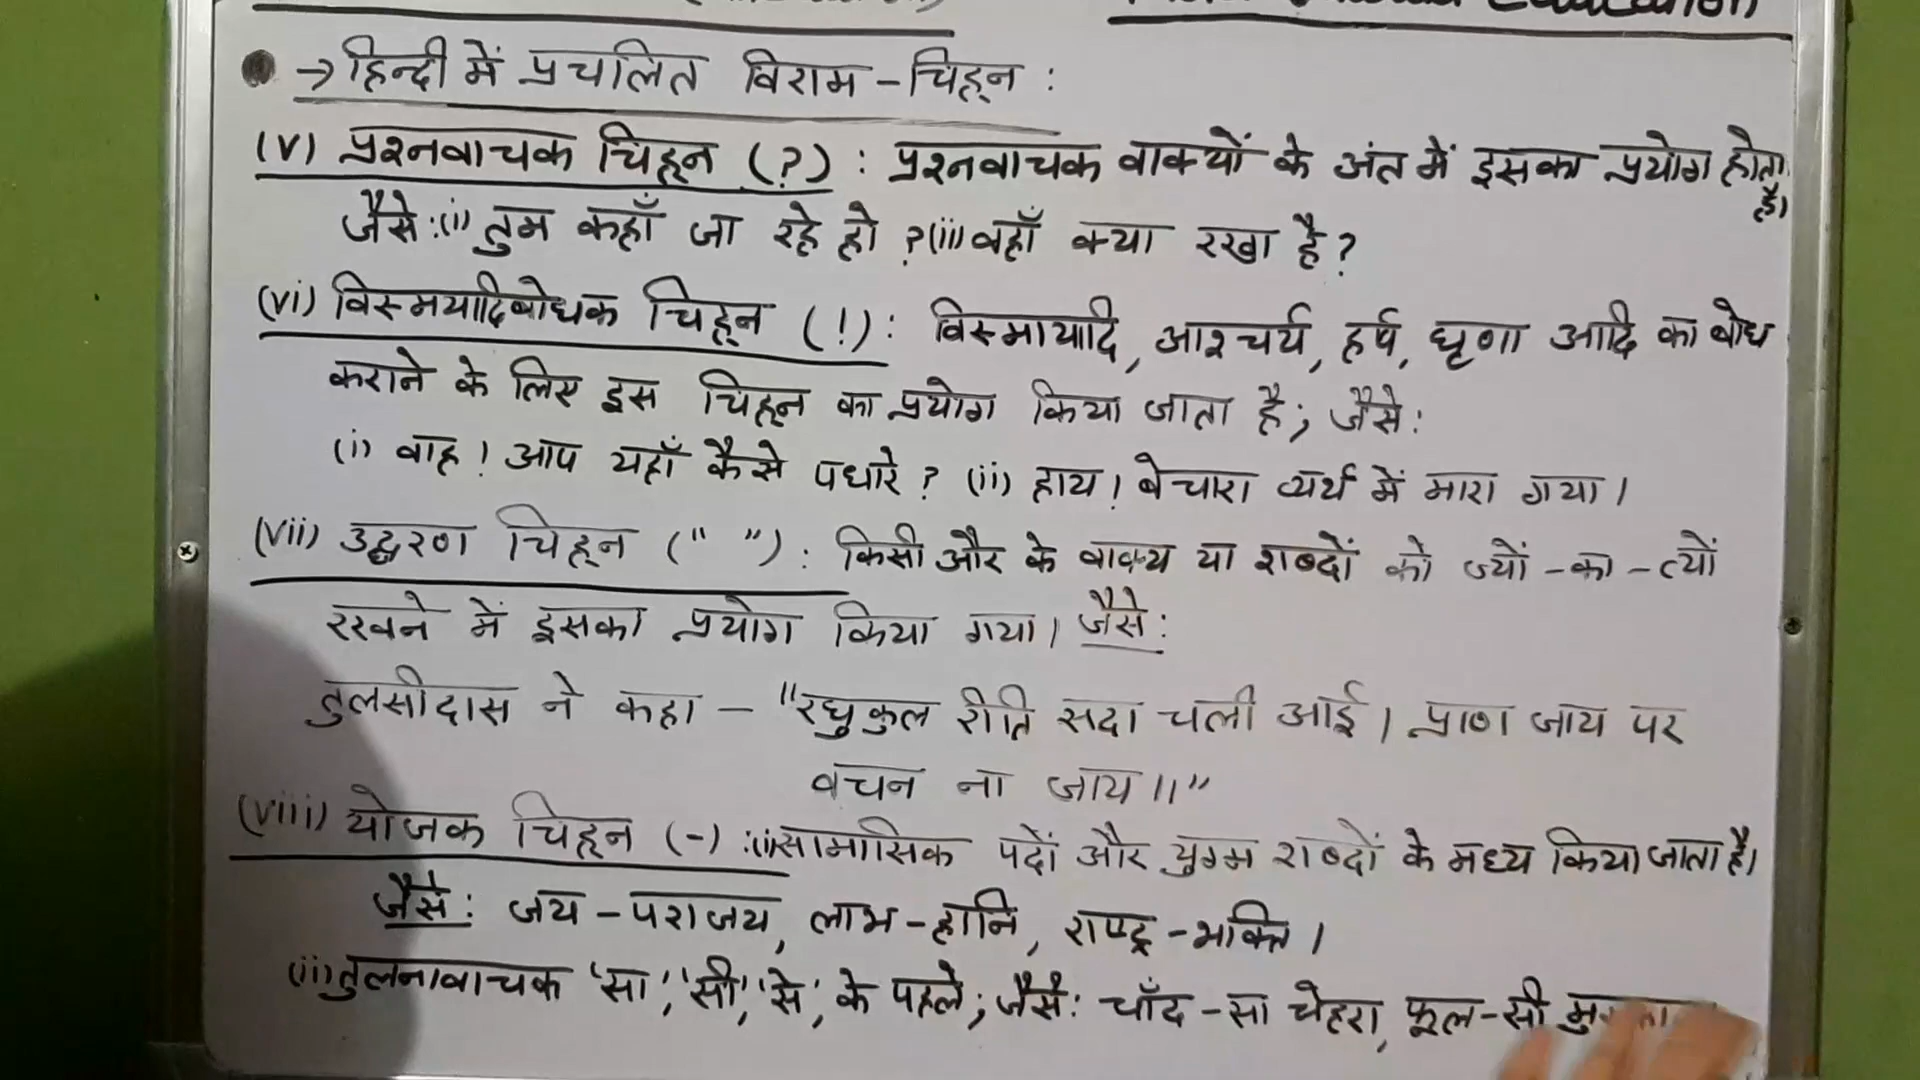 → हिन्दी में प्रचलित विराम-चिह्न :
(v) प्रश्नवाचक चिह्न (?) : प्रश्नवाचक वाक्यों के अंत में इसका प्रयोग होता
है।
जैसे :(i) तुम कहाँ जा रहे हो ? (ii) वहाँ क्या रखा है ?
(vi) विस्मयादिबोधक चिह्न (!) : विस्मायादि, आश्चर्य, हर्ष, घृणा आदि का बोध
कराने के लिए इस चिह्न का प्रयोग किया जाता है; जैसे :
(i) वाह ! आप यहाँ कैसे पधारे ? (ii) हाय ! बेचारा व्यर्थ में मारा गया।
(vii) उद्धरण चिह्न (" ") : किसी और के वाक्य या शब्दों को ज्यों-का-त्यों
रखने में इसका प्रयोग किया गया। जैसे :
तुलसीदास ने कहा - "रघुकुल रीति सदा चली आई। प्राण जाय पर
वचन ना जाय।।"
(viii) योजक चिह्न (-) :(i) सामासिक पदों और युग्म शब्दों के मध्य किया जाता है।
जैसे : जय-पराजय, लाभ-हानि, राष्ट्र-भक्ति।
(ii) तुलनावाचक 'सा', 'सी', 'से', के पहले; जैसे : चाँद-सा चेहरा, फूल-सी